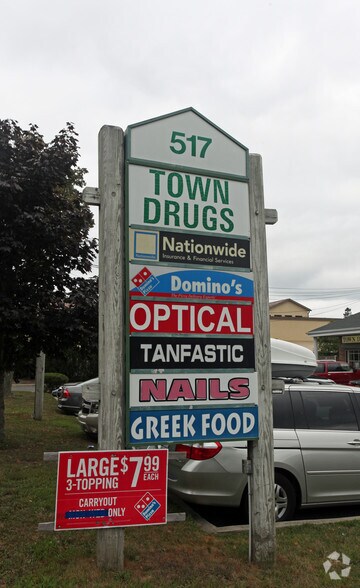 517
TOWN
DRUGS
Nationwide
Insurance & Financial Services
Domino's
OPTICAL
TANFASTIC
NAILS
GREEK FOOD
LARGE $7 99
3-TOPPING EACH
CARRYOUT
ONLY